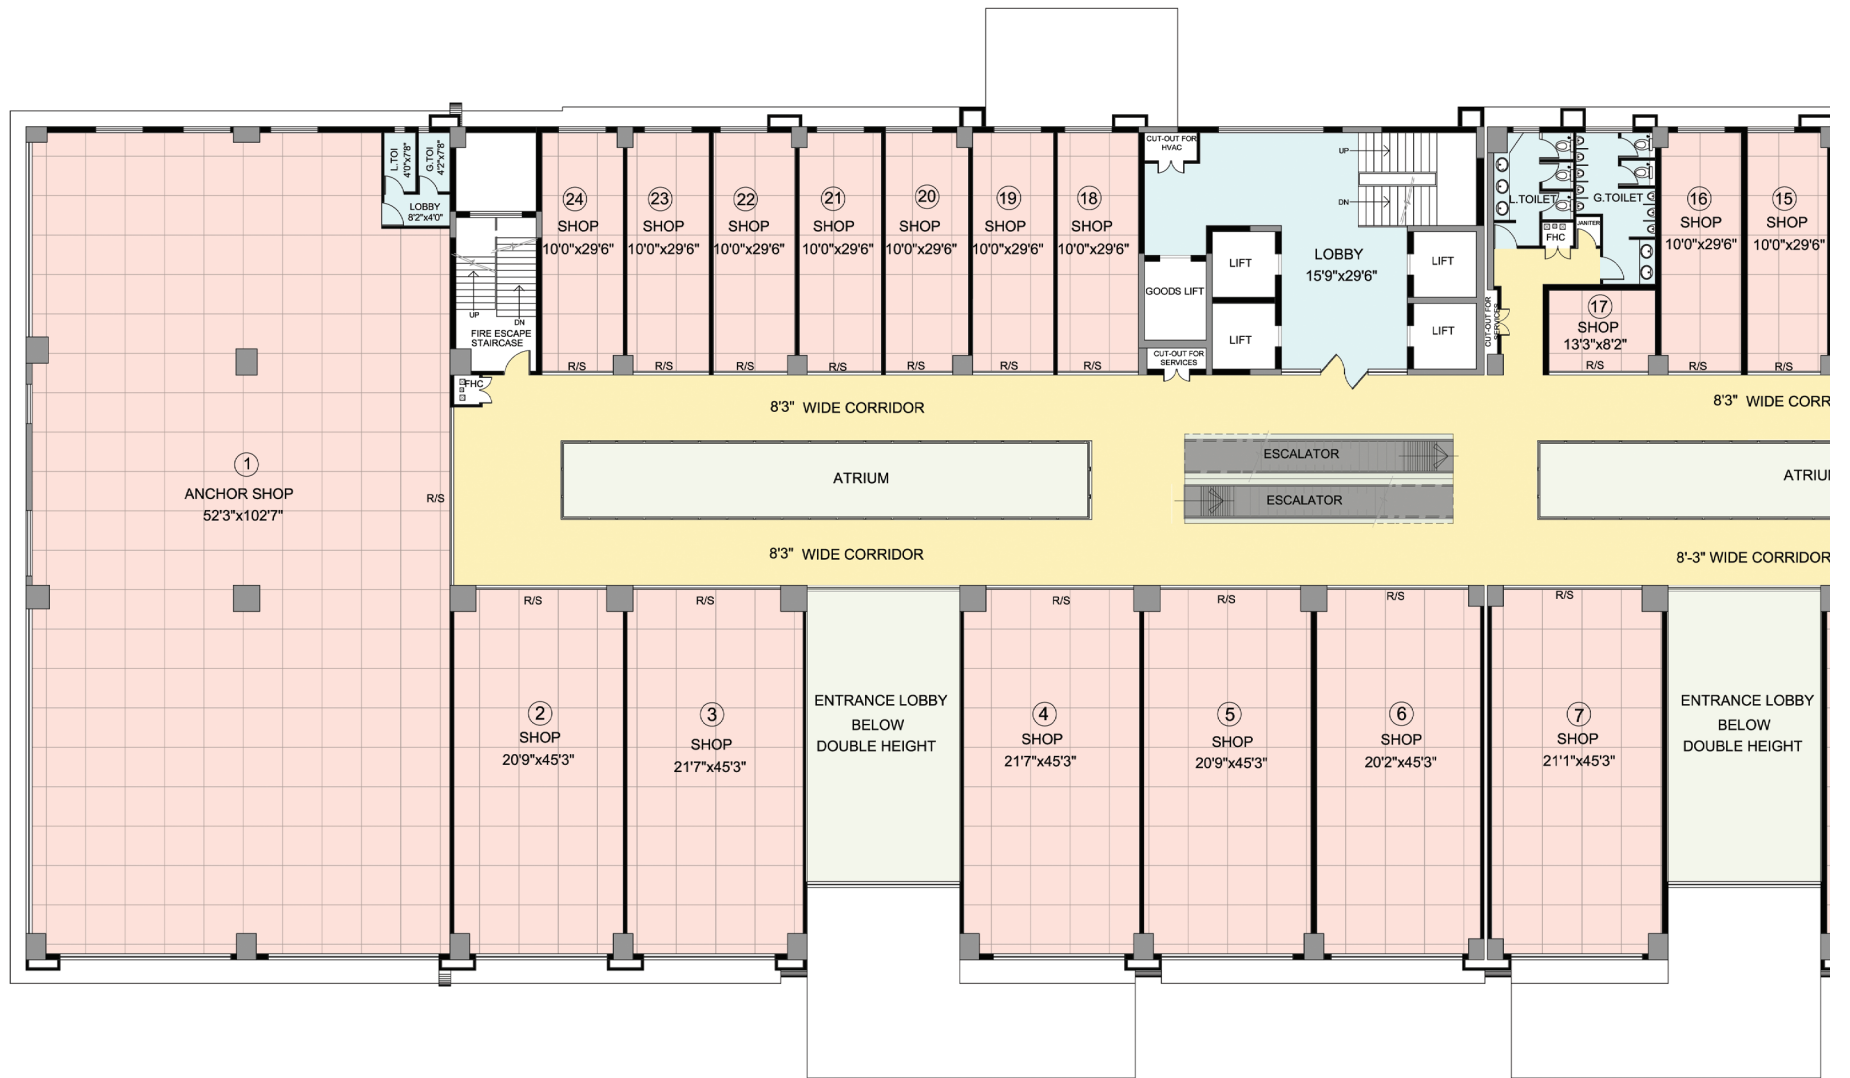 CUT-OUT FOR
HVAC
L.TOI
4'0"x7'8"
G.TOI
4'2"x7'8"
LOBBY
8'2"x4'0"
24
SHOP
10'0"x29'6"
R/S
23
SHOP
10'0"x29'6"
R/S
22
SHOP
10'0"x29'6"
R/S
21
SHOP
10'0"x29'6"
R/S
20
SHOP
10'0"x29'6"
R/S
19
SHOP
10'0"x29'6"
R/S
18
SHOP
10'0"x29'6"
R/S
UP
DN
LOBBY
15'9"x29'6"
LIFT
LIFT
LIFT
LIFT
GOODS LIFT
CUT-OUT FOR
SERVICES
L.TOILET
G.TOILET
JANITER
FHC
CUT-OUT FOR
SERVICES
17
SHOP
13'3"x8'2"
R/S
16
SHOP
10'0"x29'6"
R/S
15
SHOP
10'0"x29'6"
R/S
UP
DN
FIRE ESCAPE
STAIRCASE
FHC
8'3" WIDE CORRIDOR
8'3" WIDE CORR
1
ANCHOR SHOP
52'3"x102'7"
R/S
ATRIUM
ESCALATOR
ESCALATOR
ATRIU
8'3" WIDE CORRIDOR
8'-3" WIDE CORRIDOR
R/S
2
SHOP
20'9"x45'3"
R/S
3
SHOP
21'7"x45'3"
ENTRANCE LOBBY
BELOW
DOUBLE HEIGHT
R/S
4
SHOP
21'7"x45'3"
R/S
5
SHOP
20'9"x45'3"
R/S
6
SHOP
20'2"x45'3"
R/S
7
SHOP
21'1"x45'3"
ENTRANCE LOBBY
BELOW
DOUBLE HEIGHT